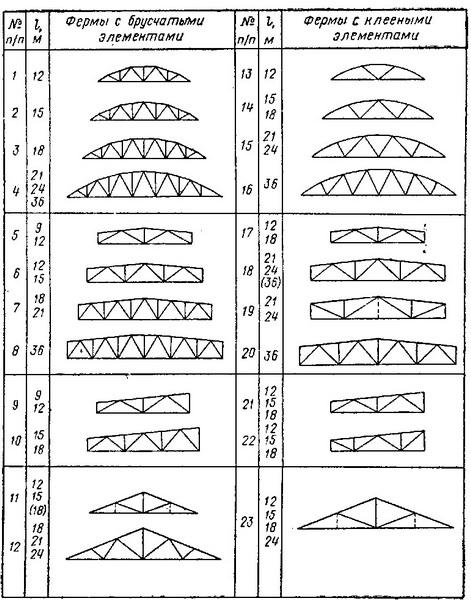 № п/п
l, м
Фермы с брусчатыми элементами
№ п/п
l, м
Фермы с клееными элементами
1 12
2 15
3 18
4 21 24 36
5 9 12
6 12 15
7 18 21
8 36
9 9 12
10 15 18
11 12 15 (18)
12 18 21 24
13 12
14 15 18
15 21 24
16 36
17 12 18
18 21 24 (36)
19 21 24
20 36
21 12 15 18
22 12 15 18
23 12 15 18 24